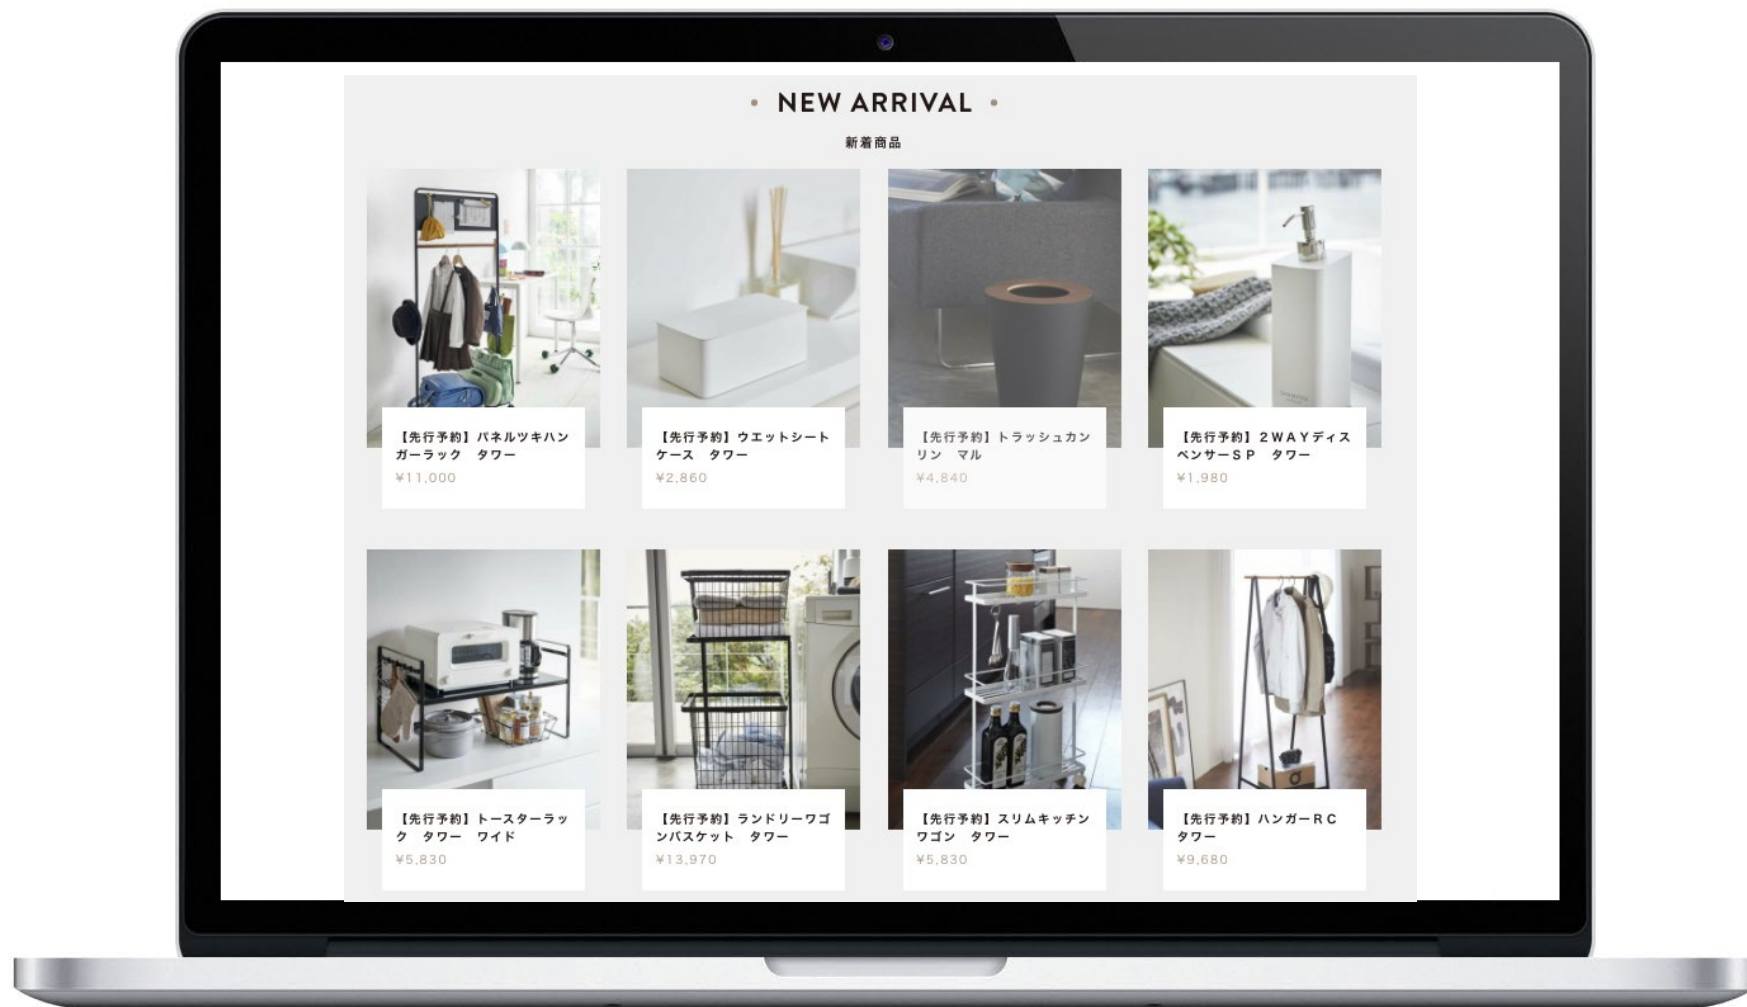 NEW ARRIVAL
新着商品
【先行予約】パネルツキハン
ガーラック　タワー
¥11,000
【先行予約】ウエットシート
ケース　タワー
¥2,860
【先行予約】トラッシュカン
リン　マル
¥4,840
【先行予約】２ＷＡＹディス
ペンサーＳＰ　タワー
¥1,980
【先行予約】トースターラッ
ク　タワー　ワイド
¥5,830
【先行予約】ランドリーワゴ
ンバスケット　タワー
¥13,970
【先行予約】スリムキッチン
ワゴン　タワー
¥5,830
【先行予約】ハンガーＲＣ
タワー
¥9,680